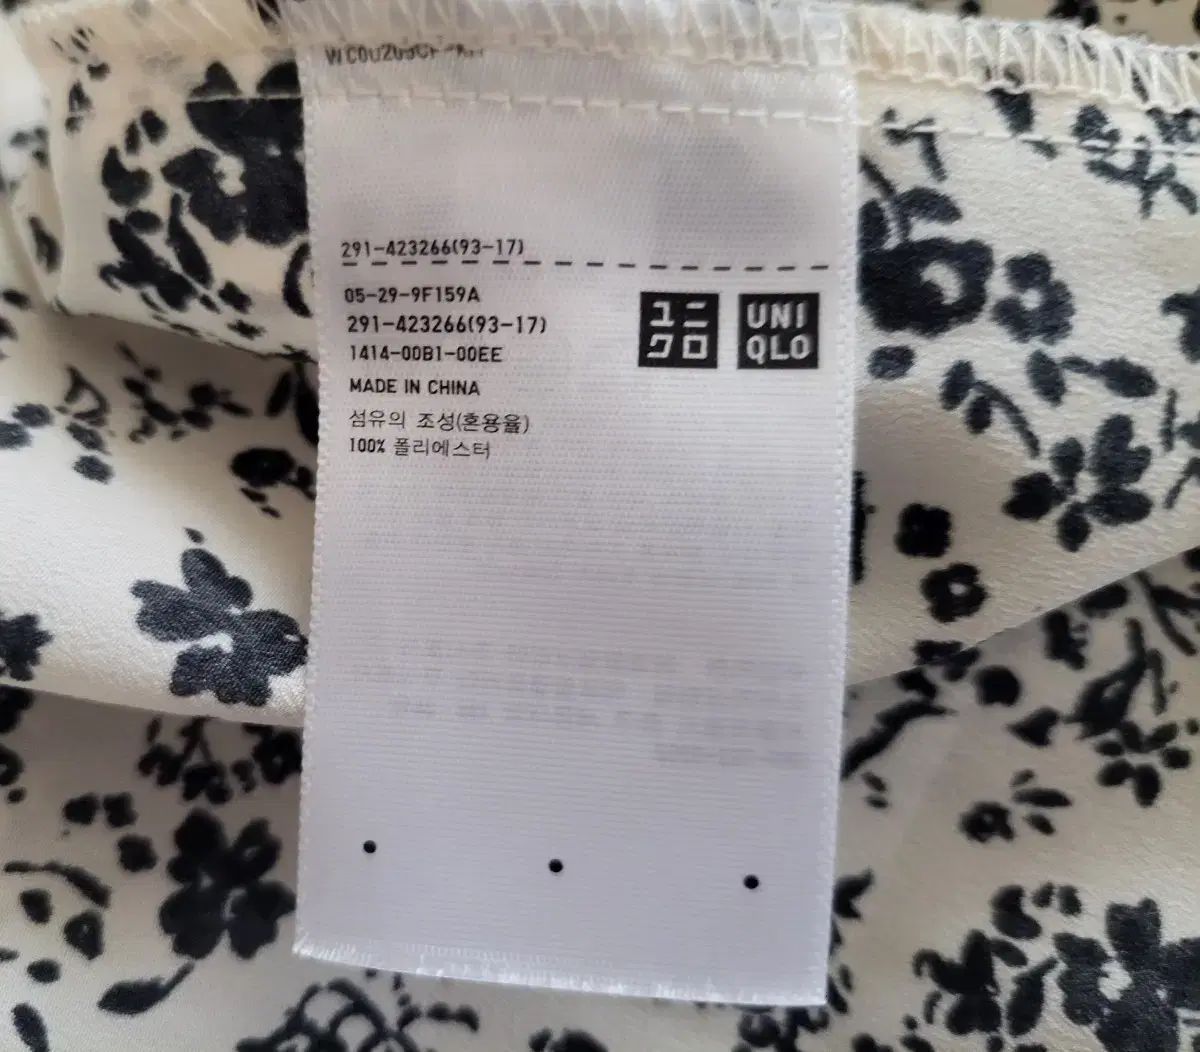 291-423266(93-17)
05-29-9F159A
291-423266(93-17)
1414-00B1-00EE
MADE IN CHINA
섬유의 조성(혼용율)
100% 폴리에스터
ユニ
クロ
UNI
QLO